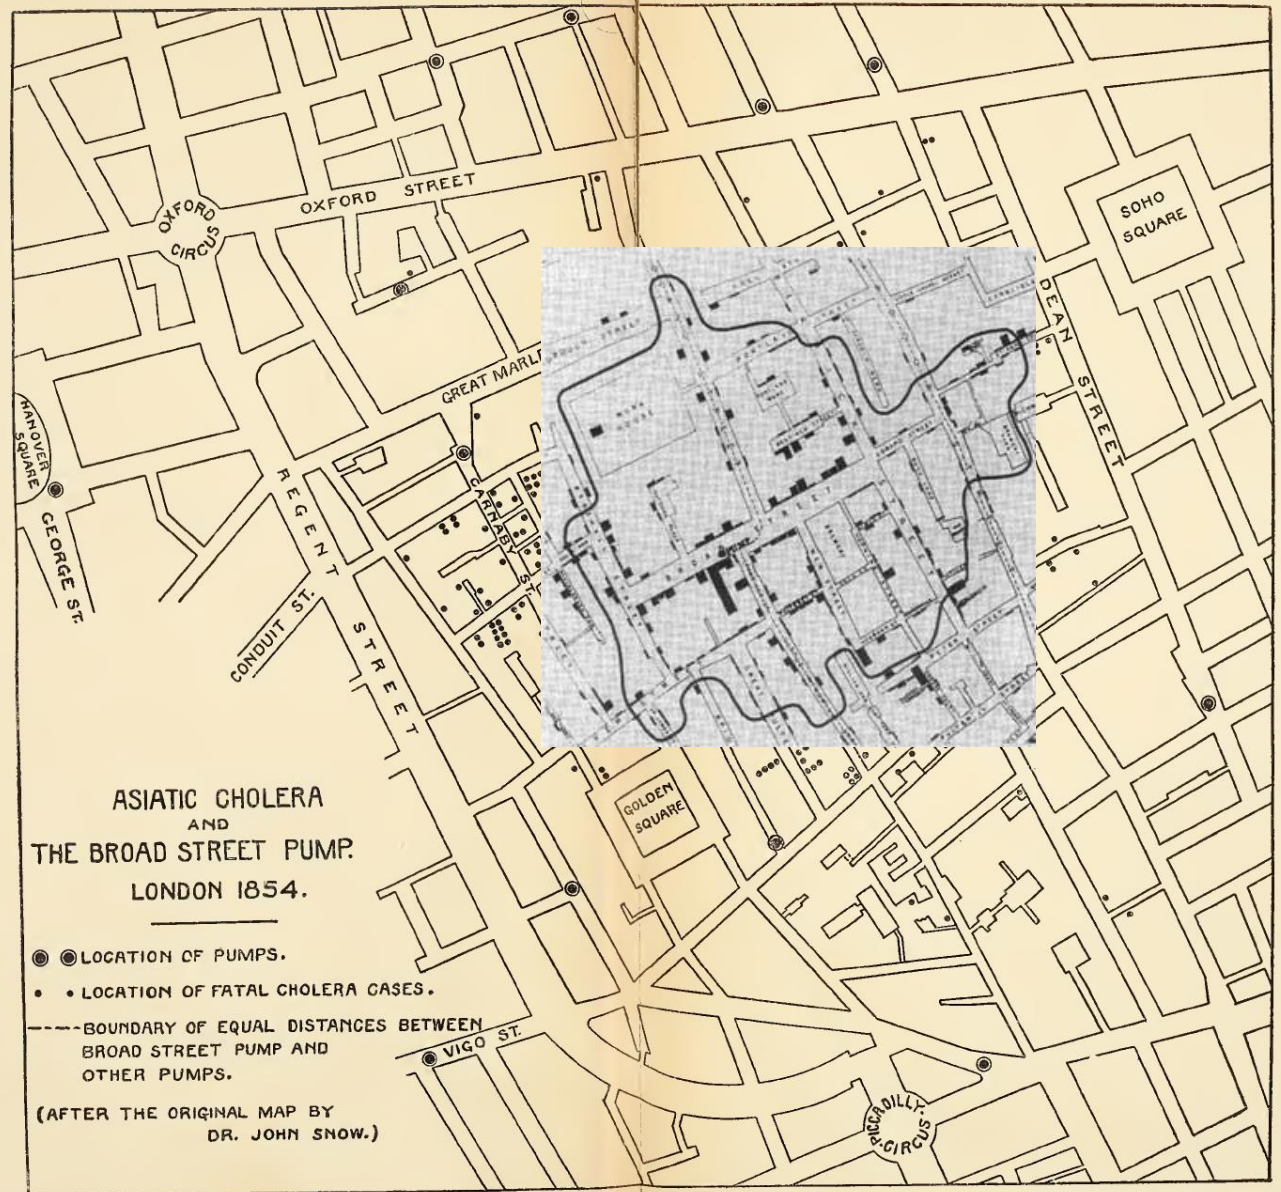 OXFORD STREET
OXFORD
CIRCUS
SOHO
SQUARE
DEAN STREET
GREAT MARL
HANOVER
SQUARE
GEORGE ST.
REGENT STREET
CARNABY ST.
CONDUIT ST.
STREET
GOLDEN
SQUARE
ASIATIC CHOLERA
AND
THE BROAD STREET PUMP.
LONDON 1854.
LOCATION OF PUMPS.
LOCATION OF FATAL CHOLERA CASES.
BOUNDARY OF EQUAL DISTANCES BETWEEN
BROAD STREET PUMP AND
OTHER PUMPS.
VIGO ST.
(AFTER THE ORIGINAL MAP BY
DR. JOHN SNOW.)
PICCADILLY
CIRCUS